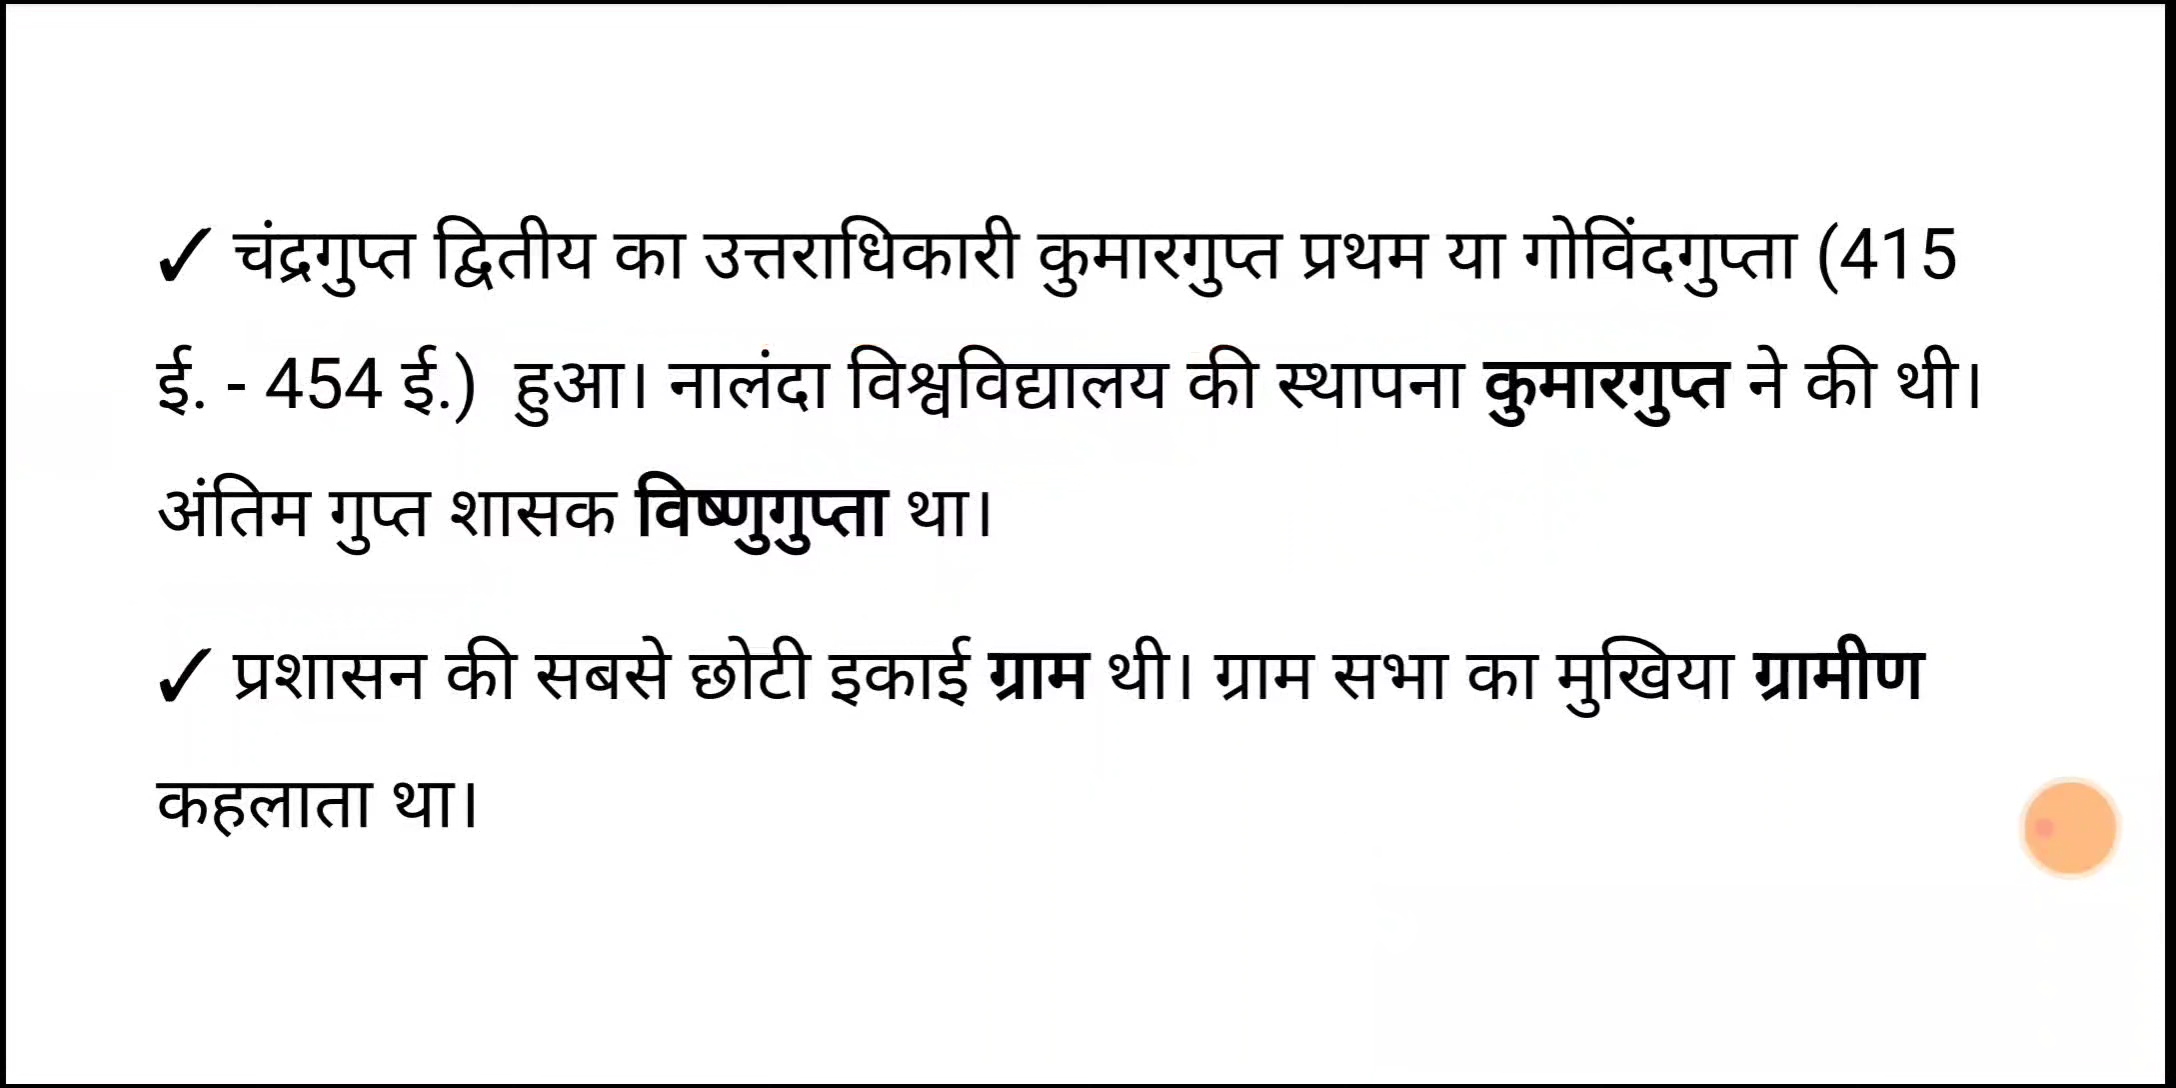 ✓ चंद्रगुप्त द्वितीय का उत्तराधिकारी कुमारगुप्त प्रथम या गोविंदगुप्ता (415
ई. - 454 ई.) हुआ। नालंदा विश्वविद्यालय की स्थापना कुमारगुप्त ने की थी।
अंतिम गुप्त शासक विष्णुगुप्ता था।
✓ प्रशासन की सबसे छोटी इकाई ग्राम थी। ग्राम सभा का मुखिया ग्रामीण
कहलाता था।